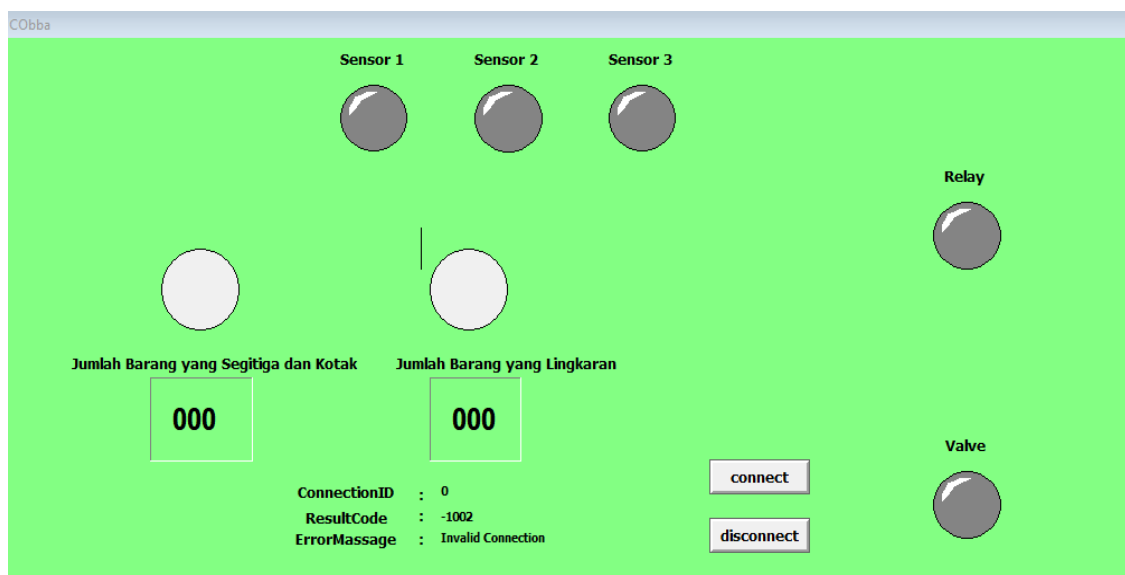 CObba
Sensor 1 Sensor 2 Sensor 3
Relay
Jumlah Barang yang Segitiga dan Kotak Jumlah Barang yang Lingkaran
000 000
Valve
connect
ConnectionID : 0
ResultCode : -1002
disconnect
ErrorMassage : Invalid Connection